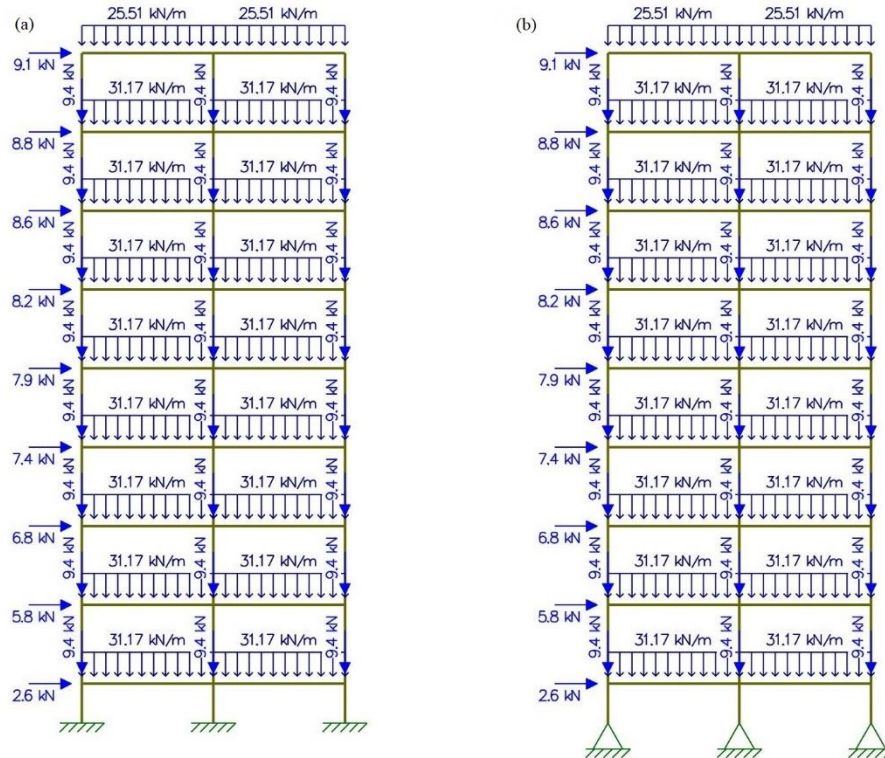 (a) 25.51 kN/m 25.51 kN/m
9.1 kN
9.4 kN 31.17 kN/m 9.4 kN 31.17 kN/m 9.4 kN
8.8 kN
9.4 kN 31.17 kN/m 9.4 kN 31.17 kN/m 9.4 kN
8.6 kN
9.4 kN 31.17 kN/m 9.4 kN 31.17 kN/m 9.4 kN
8.2 kN
9.4 kN 31.17 kN/m 9.4 kN 31.17 kN/m 9.4 kN
7.9 kN
9.4 kN 31.17 kN/m 9.4 kN 31.17 kN/m 9.4 kN
7.4 kN
9.4 kN 31.17 kN/m 9.4 kN 31.17 kN/m 9.4 kN
6.8 kN
9.4 kN 31.17 kN/m 9.4 kN 31.17 kN/m 9.4 kN
5.8 kN
9.4 kN 31.17 kN/m 9.4 kN 31.17 kN/m 9.4 kN
2.6 kN
(b) 25.51 kN/m 25.51 kN/m
9.1 kN
9.4 kN 31.17 kN/m 9.4 kN 31.17 kN/m 9.4 kN
8.8 kN
9.4 kN 31.17 kN/m 9.4 kN 31.17 kN/m 9.4 kN
8.6 kN
9.4 kN 31.17 kN/m 9.4 kN 31.17 kN/m 9.4 kN
8.2 kN
9.4 kN 31.17 kN/m 9.4 kN 31.17 kN/m 9.4 kN
7.9 kN
9.4 kN 31.17 kN/m 9.4 kN 31.17 kN/m 9.4 kN
7.4 kN
9.4 kN 31.17 kN/m 9.4 kN 31.17 kN/m 9.4 kN
6.8 kN
9.4 kN 31.17 kN/m 9.4 kN 31.17 kN/m 9.4 kN
5.8 kN
9.4 kN 31.17 kN/m 9.4 kN 31.17 kN/m 9.4 kN
2.6 kN